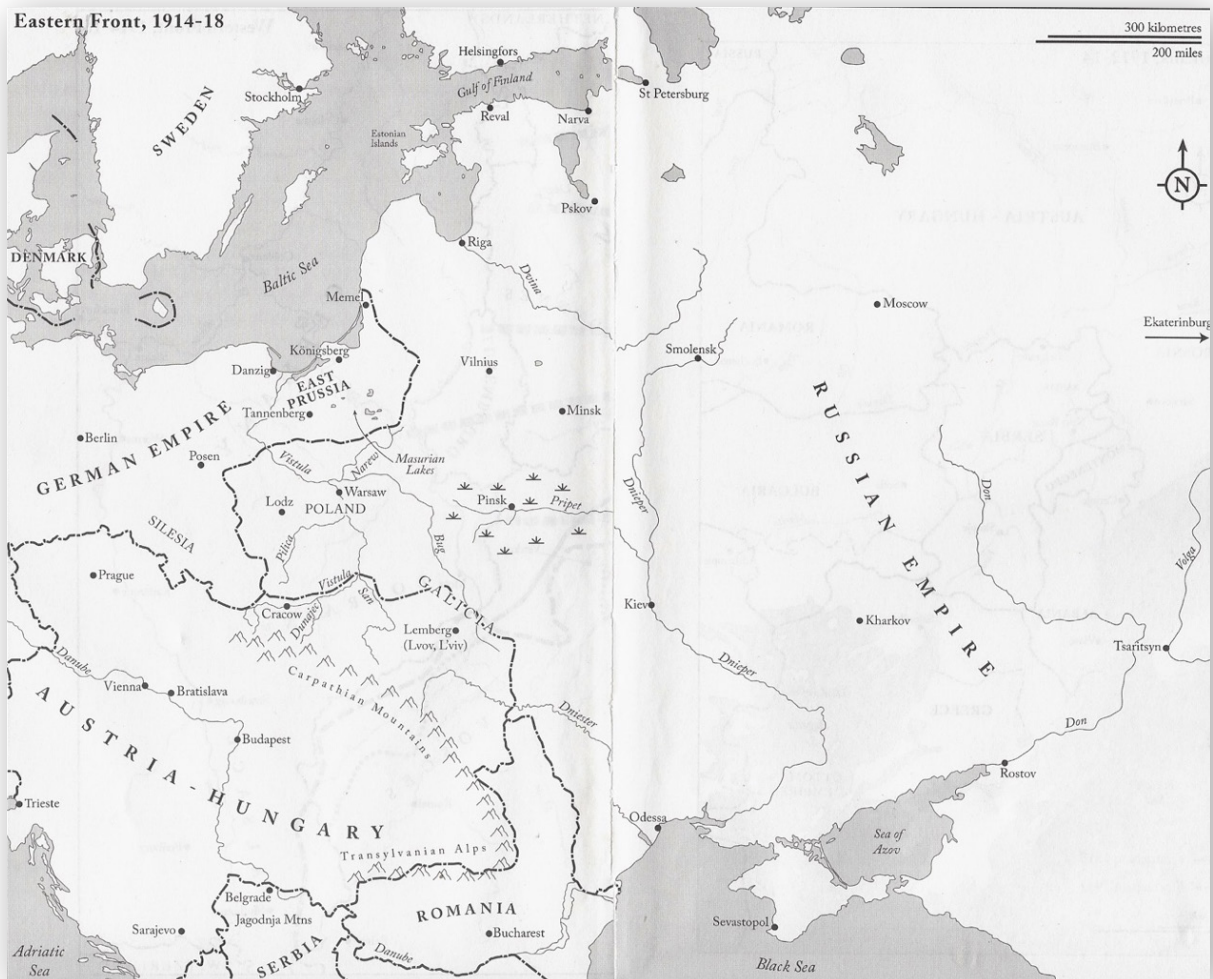 Eastern Front, 1914-18
300 kilometres
200 miles
N
SWEDEN
Stockholm
Helsingfors
Gulf of Finland
Reval
Narva
St Petersburg
Estonian
Islands
Pskov
Riga
Dvina
DENMARK
Baltic Sea
Memel
Moscow
Ekaterinburg
Königsberg
Danzig
EAST
PRUSSIA
Tannenberg
Vilnius
Smolensk
Minsk
Berlin
GERMAN EMPIRE
Posen
Masurian
Lakes
Vistula
Narew
Warsaw
Lodz
POLAND
Pinsk
Pripet
Dnieper
RUSSIAN EMPIRE
Don
Volga
SILESIA
Pilica
Bug
Prague
Vistula
San
GALICIA
Cracow
Dunajec
Lemberg
(Lvov, L'viv)
Kiev
Kharkov
Tsaritsyn
Danube
Vienna
Bratislava
Carpathian Mountains
Dnieper
Dniester
Don
Budapest
AUSTRIA-HUNGARY
Rostov
Trieste
Odessa
Sea of
Azov
Transylvanian Alps
Belgrade
Jagodnja Mtns
ROMANIA
Sarajevo
SERBIA
Bucharest
Danube
Sevastopol
Adriatic
Sea
Black Sea